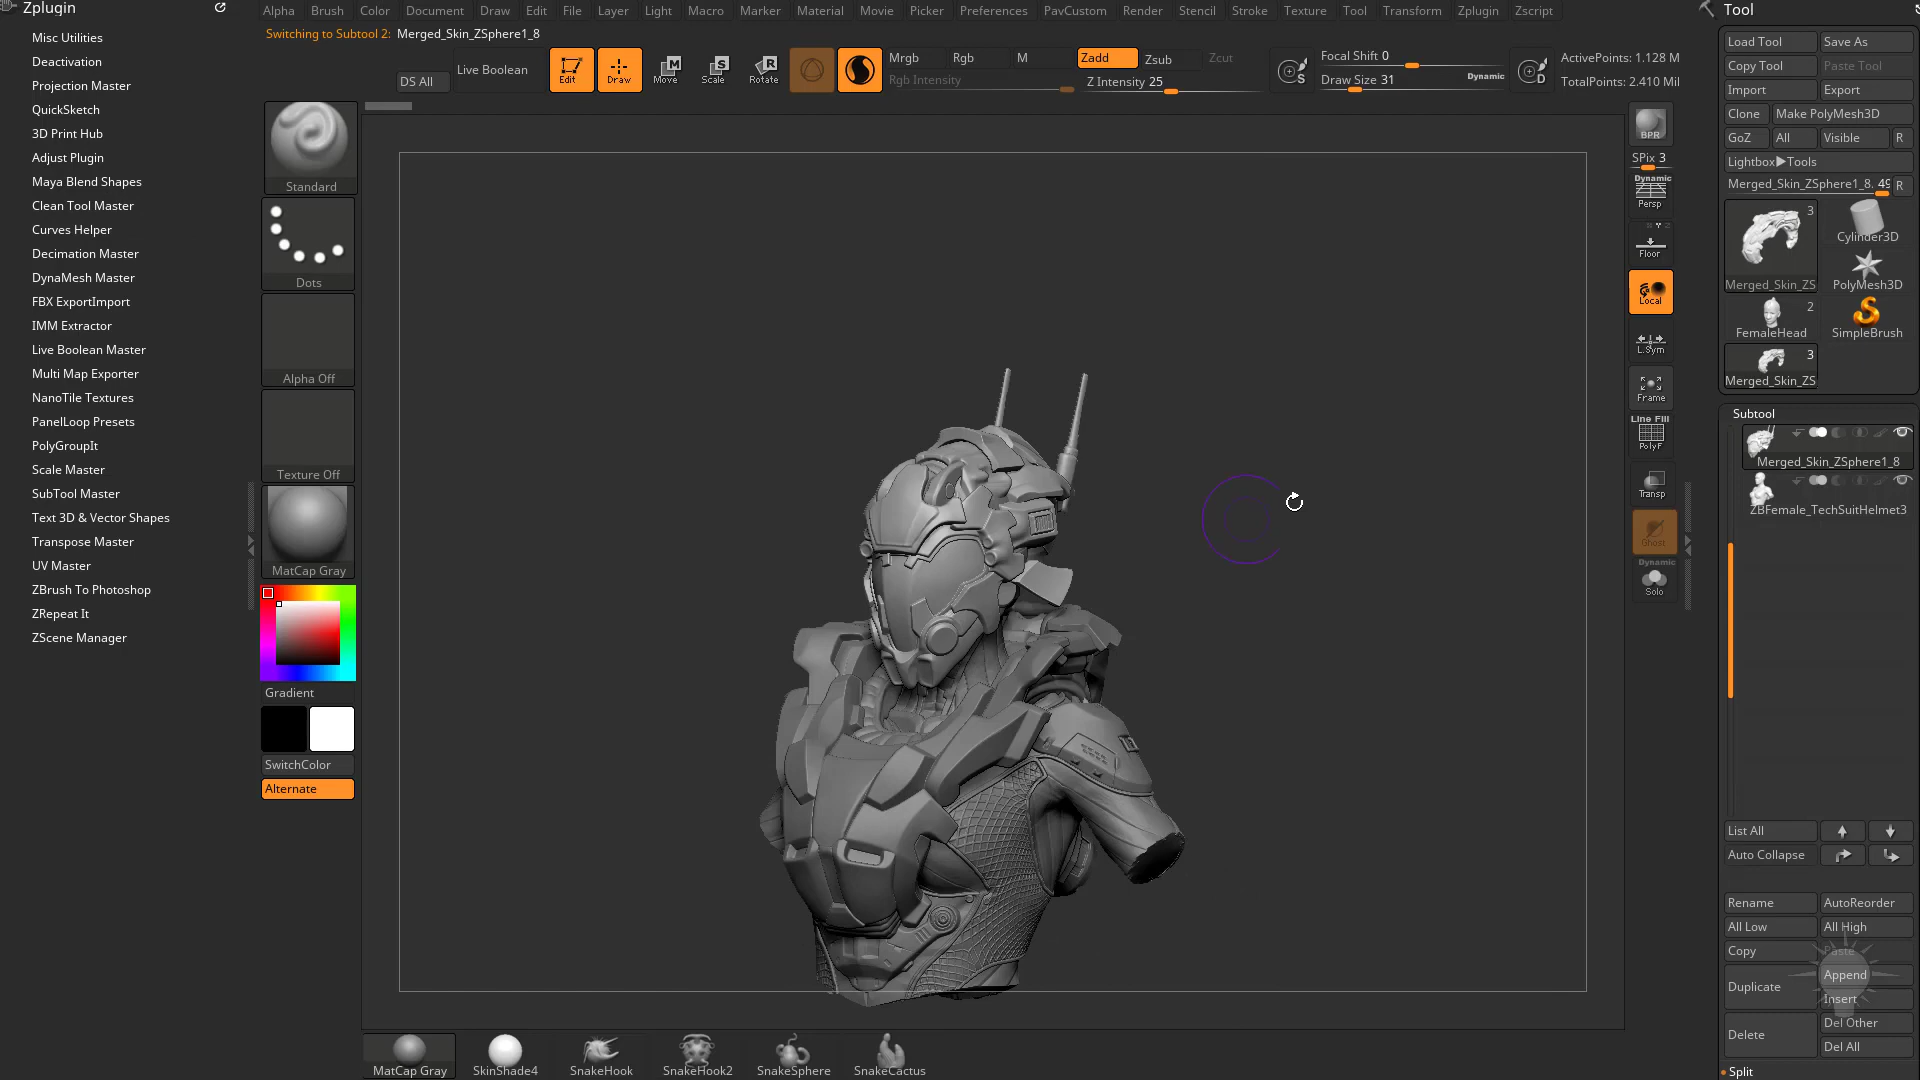 Zplugin
Alpha Brush Color Document Draw Edit File Layer Light Macro Marker Material Movie Picker Preferences PavCustom Render Stencil Stroke Texture Tool Transform Zplugin Zscript
Switching to Subtool 2: Merged_Skin_ZSphere1_8
DS All
Live Boolean
Edit
Draw
Move
Scale
Rotate
Mrgb Rgb M
Rgb Intensity
Zadd Zsub Zcut
Z Intensity 25
Focal Shift 0
Draw Size 31
Dynamic
ActivePoints: 1.128 M
TotalPoints: 2.410 Mil
Misc Utilities
Deactivation
Projection Master
QuickSketch
3D Print Hub
Adjust Plugin
Maya Blend Shapes
Clean Tool Master
Curves Helper
Decimation Master
DynaMesh Master
FBX ExportImport
IMM Extractor
Live Boolean Master
Multi Map Exporter
NanoTile Textures
PanelLoop Presets
PolyGroupIt
Scale Master
SubTool Master
Text 3D & Vector Shapes
Transpose Master
UV Master
ZBrush To Photoshop
ZRepeat It
ZScene Manager
Standard
Dots
Alpha Off
Texture Off
MatCap Gray
Gradient
SwitchColor
Alternate
BPR
SPix 3
Dynamic
Persp
Floor
Local
L.Sym
Frame
Line Fill
PolyF
Transp
Ghost
Dynamic
Solo
Tool
Load Tool Save As
Copy Tool Paste Tool
Import Export
Clone Make PolyMesh3D
GoZ All Visible R
Lightbox▶Tools
Merged_Skin_ZSphere1_8. 49 R
3
Merged_Skin_ZS
Cylinder3D
PolyMesh3D
2
FemaleHead
SimpleBrush
3
Merged_Skin_ZS
Subtool
Merged_Skin_ZSphere1_8
ZBFemale_TechSuitHelmet3
List All
Auto Collapse
Rename AutoReorder
All Low All High
Copy Paste
Duplicate Append
Insert
Delete Del Other
Del All
Split
MatCap Gray SkinShade4 SnakeHook SnakeHook2 SnakeSphere SnakeCactus